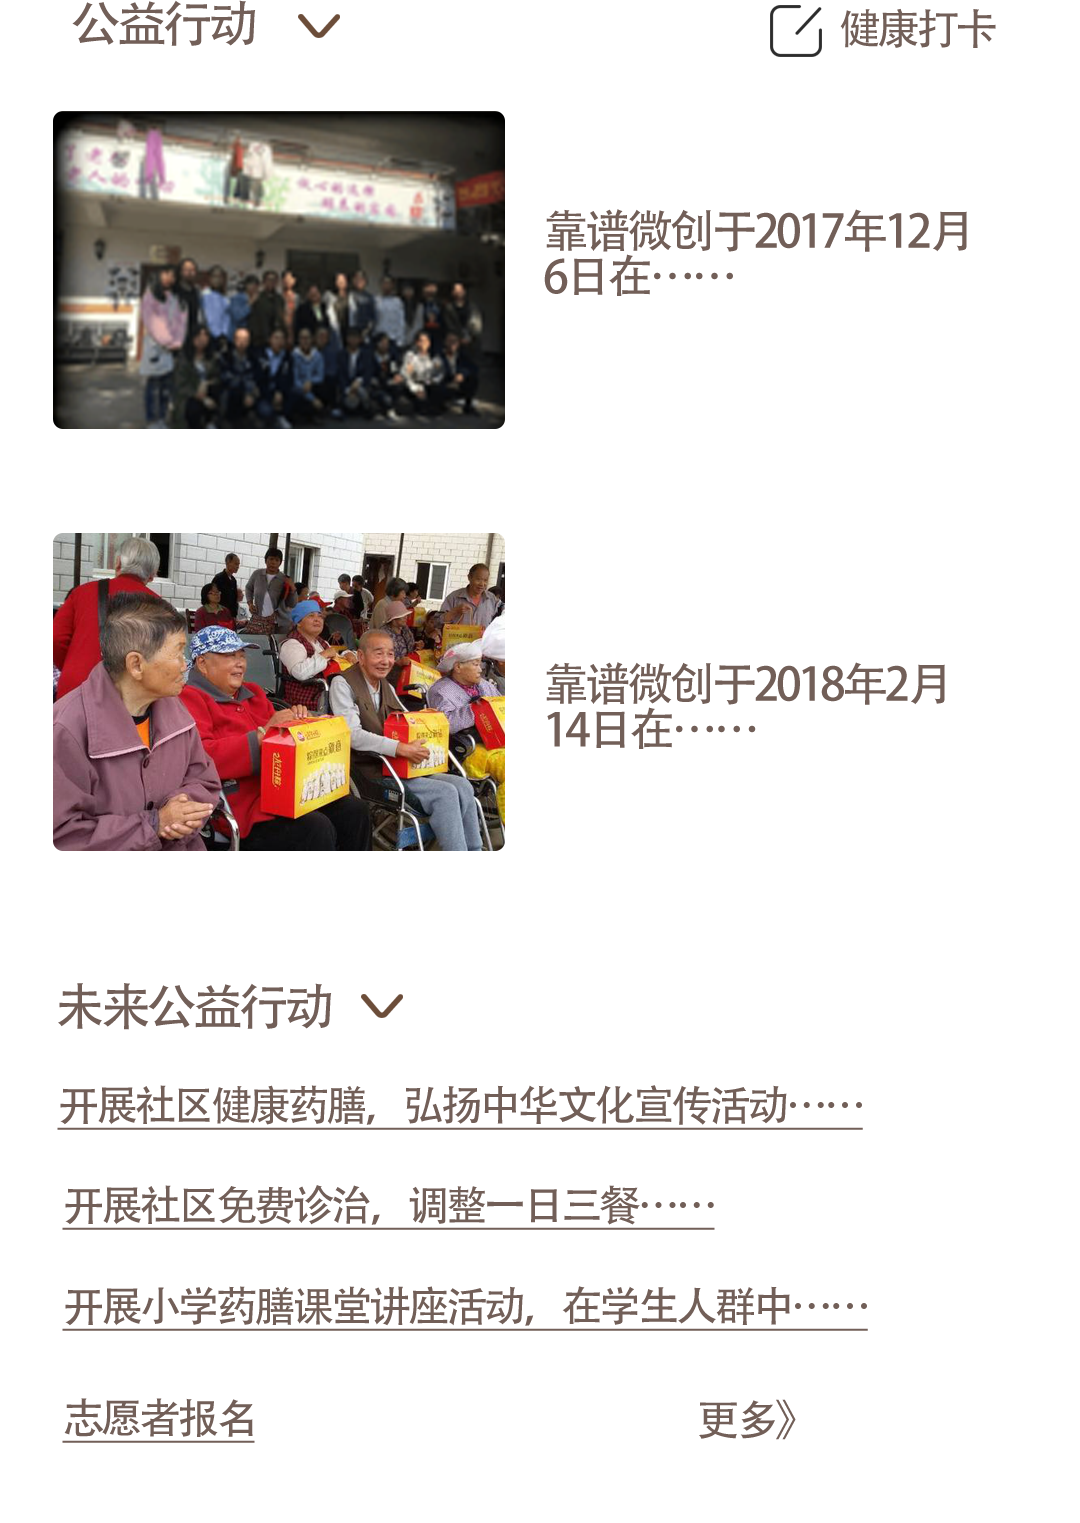 公益行动
健康打卡
靠谱微创于2017年12月
6日在……
靠谱微创于2018年2月
14日在……
未来公益行动
开展社区健康药膳，弘扬中华文化宣传活动……
开展社区免费诊治，调整一日三餐……
开展小学药膳课堂讲座活动，在学生人群中……
志愿者报名
更多》